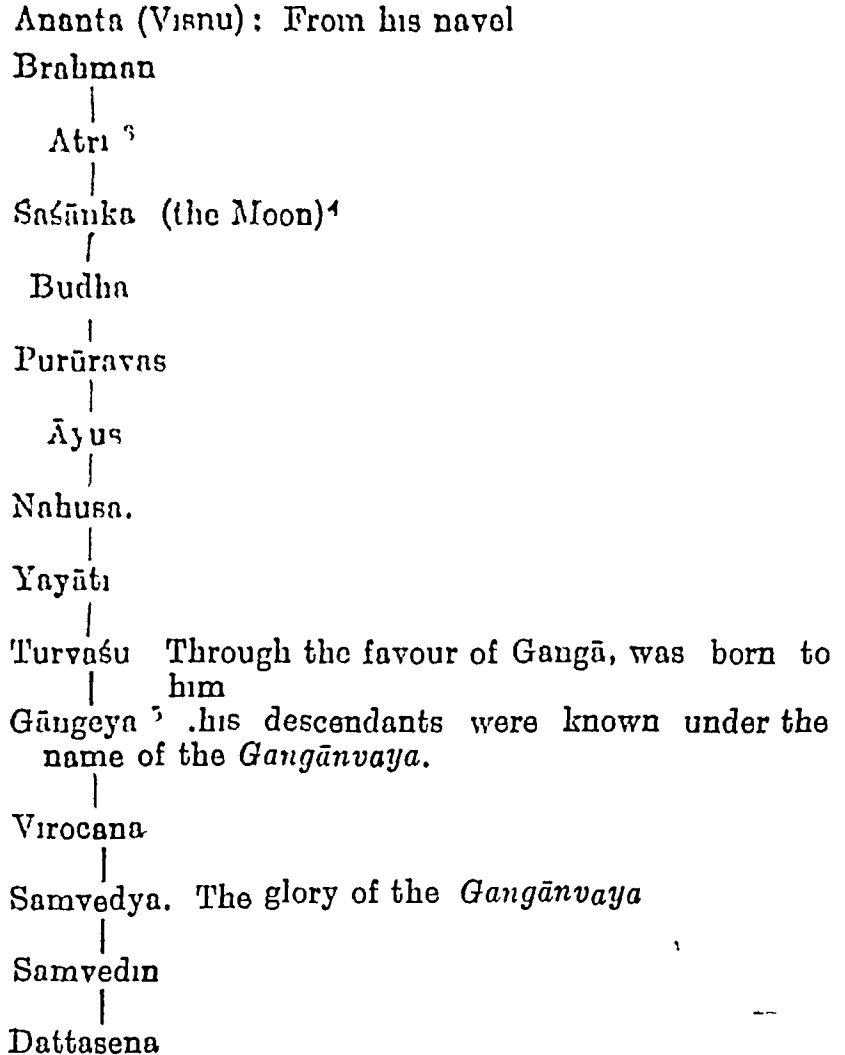 Ananta (Visnu): From his navel
Brahman
Atri 3
Saśānka (the Moon)4
Budha
Purūravas
Āyus
Nahusa.
Yayāti
Turvaśu Through the favour of Gangā, was born to
him
Gāngeya 5 .his descendants were known under the
name of the Gangānvaya.
Virocana
Samvedya. The glory of the Gangānvaya
Samvedin
Dattasena